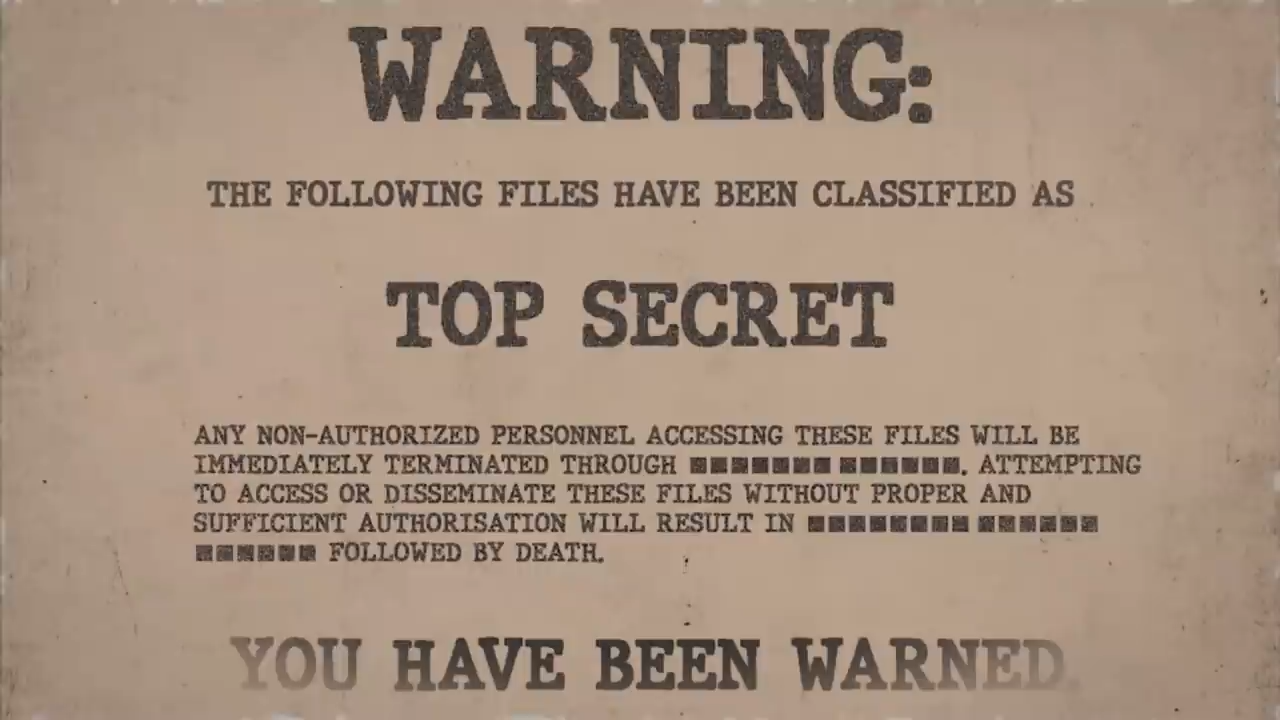 WARNING:
THE FOLLOWING FILES HAVE BEEN CLASSIFIED AS
TOP SECRET
ANY NON-AUTHORIZED PERSONNEL ACCESSING THESE FILES WILL BE
IMMEDIATELY TERMINATED THROUGH ■■■■■■■ ■■■■■■. ATTEMPTING
TO ACCESS OR DISSEMINATE THESE FILES WITHOUT PROPER AND
SUFFICIENT AUTHORISATION WILL RESULT IN ■■■■■■■■ ■■■■■■
■■■■■■ FOLLOWED BY DEATH.
YOU HAVE BEEN WARNED.